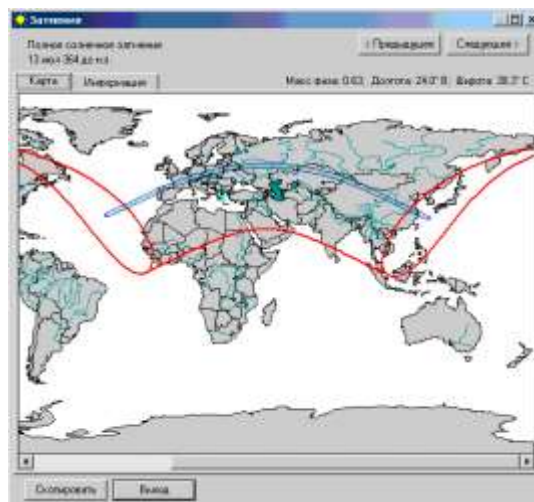 Затмение
Полное солнечное затмение
13 июл 364 до н.э.
< Предыдущее
Следующее >
Карта
Информация
Макс фаза: 0.63; Долгота: 24.0° В; Широта: 38.3° С
Скопировать
Выход